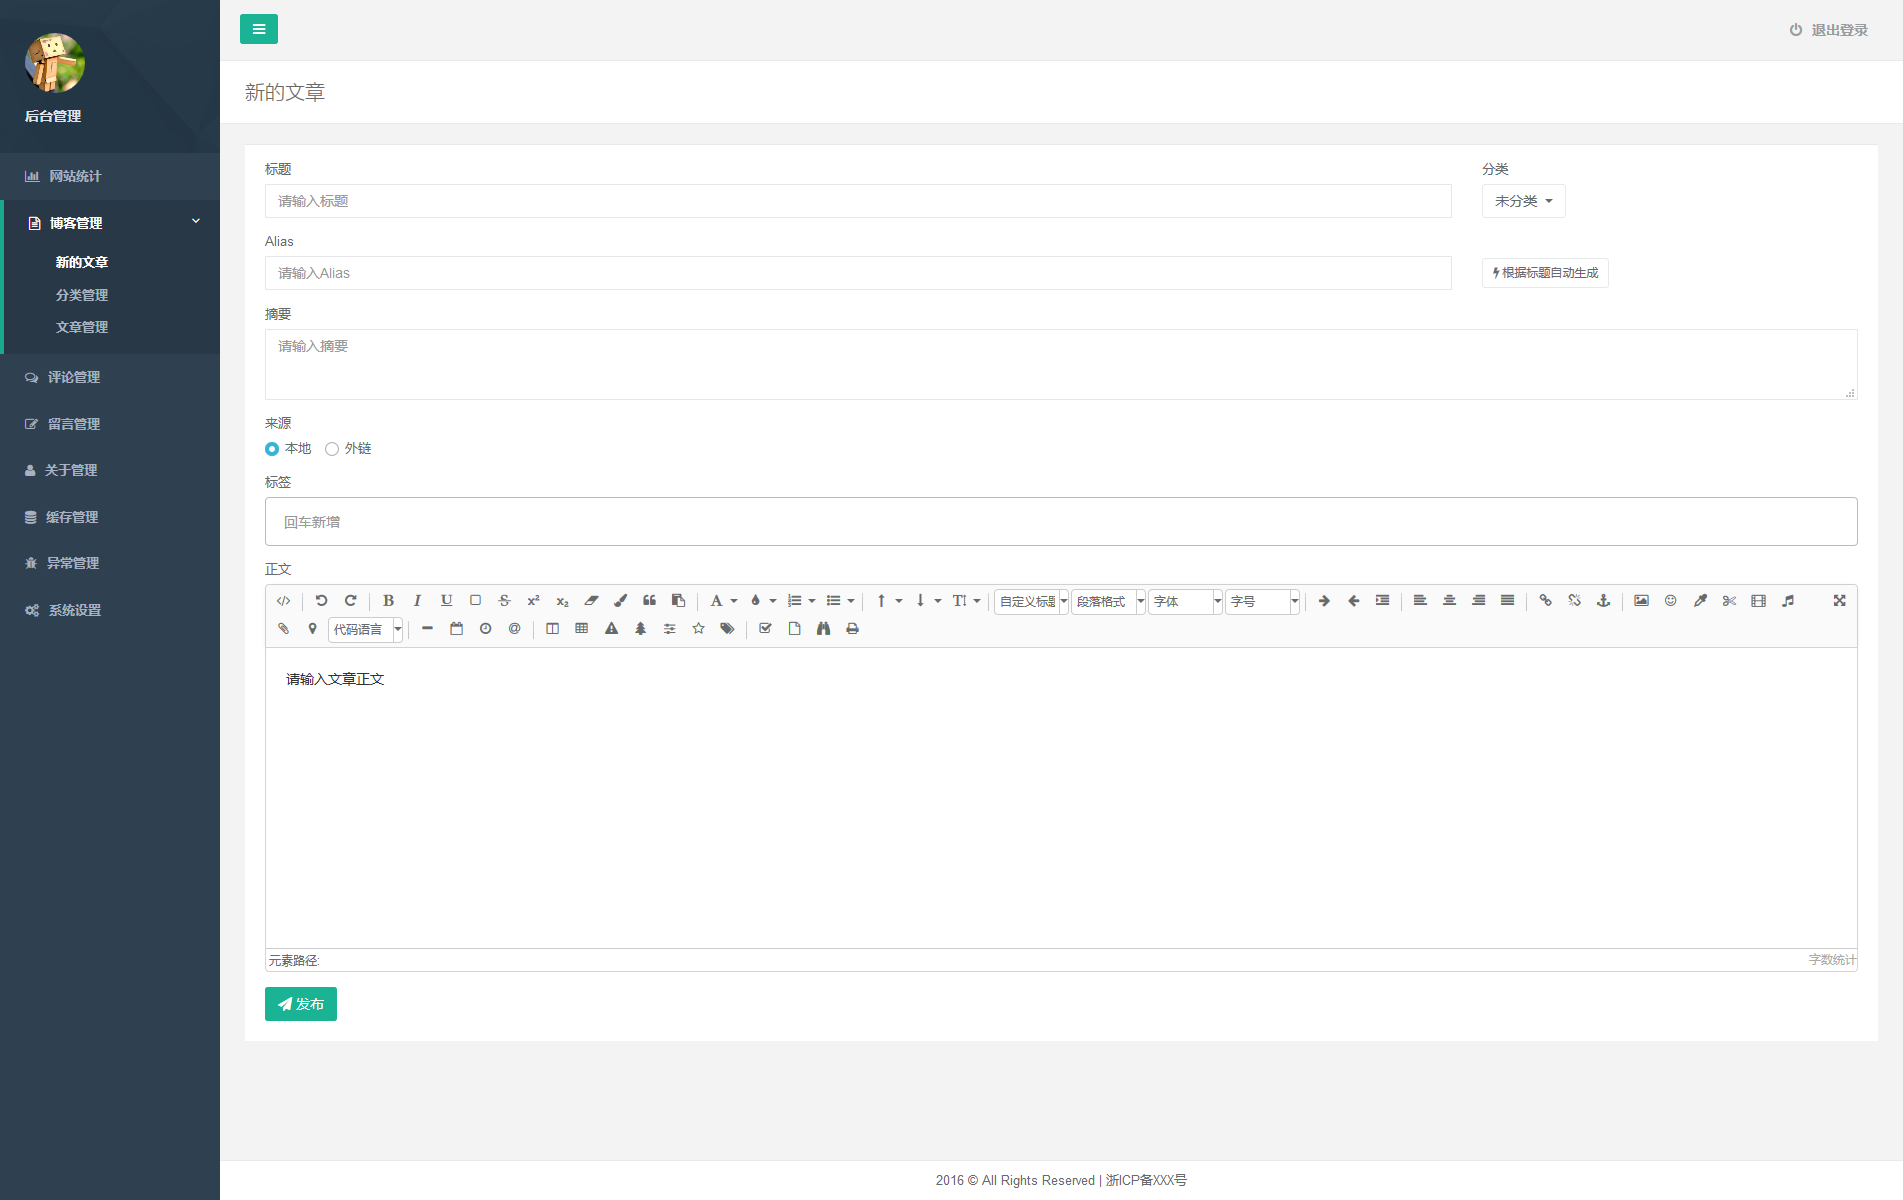 退出登录
后台管理
网站统计
博客管理
新的文章
分类管理
文章管理
评论管理
留言管理
关于管理
缓存管理
异常管理
系统设置
新的文章
标题
分类
请输入标题
未分类
Alias
请输入Alias
根据标题自动生成
摘要
请输入摘要
来源
本地 外链
标签
回车新增
正文
自定义标题 段落格式 字体 字号
代码语言
请输入文章正文
元素路径:
字数统计
发布
2016 © All Rights Reserved | 浙ICP备XXX号